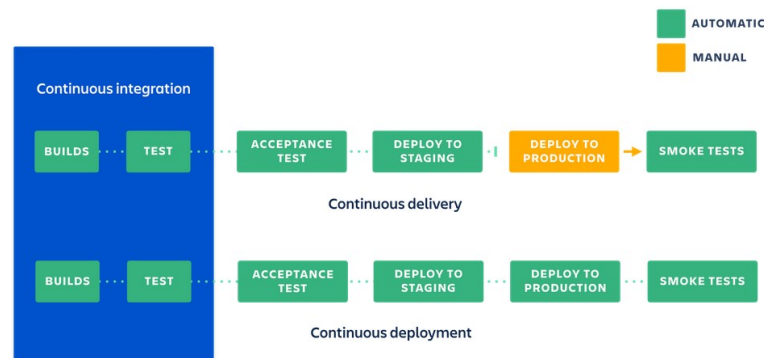 AUTOMATIC
MANUAL
Continuous integration
BUILDS
TEST
ACCEPTANCE
TEST
DEPLOY TO
STAGING
DEPLOY TO
PRODUCTION
SMOKE TESTS
Continuous delivery
BUILDS
TEST
ACCEPTANCE
TEST
DEPLOY TO
STAGING
DEPLOY TO
PRODUCTION
SMOKE TESTS
Continuous deployment